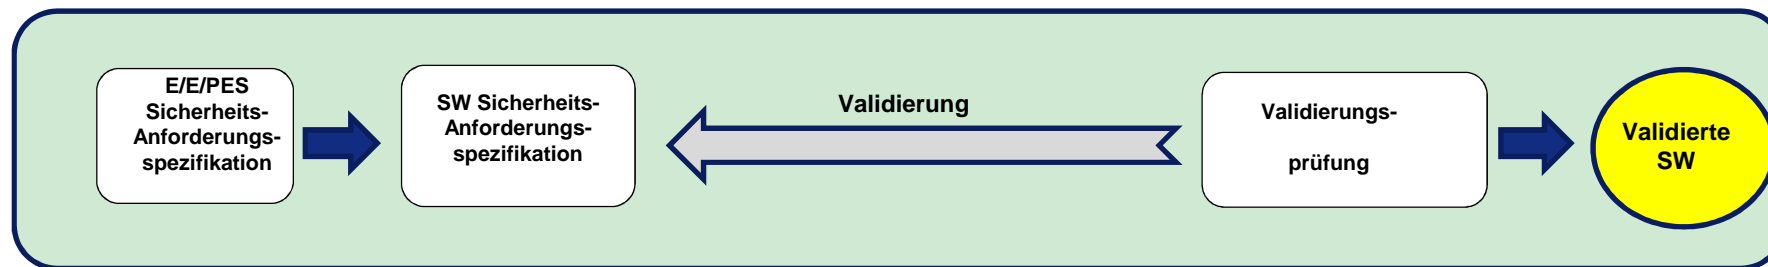 E/E/PES
Sicherheits-
Anforderungs-
spezifikation
SW Sicherheits-
Anforderungs-
spezifikation
Validierung
Validierungs-
prüfung
Validierte
SW